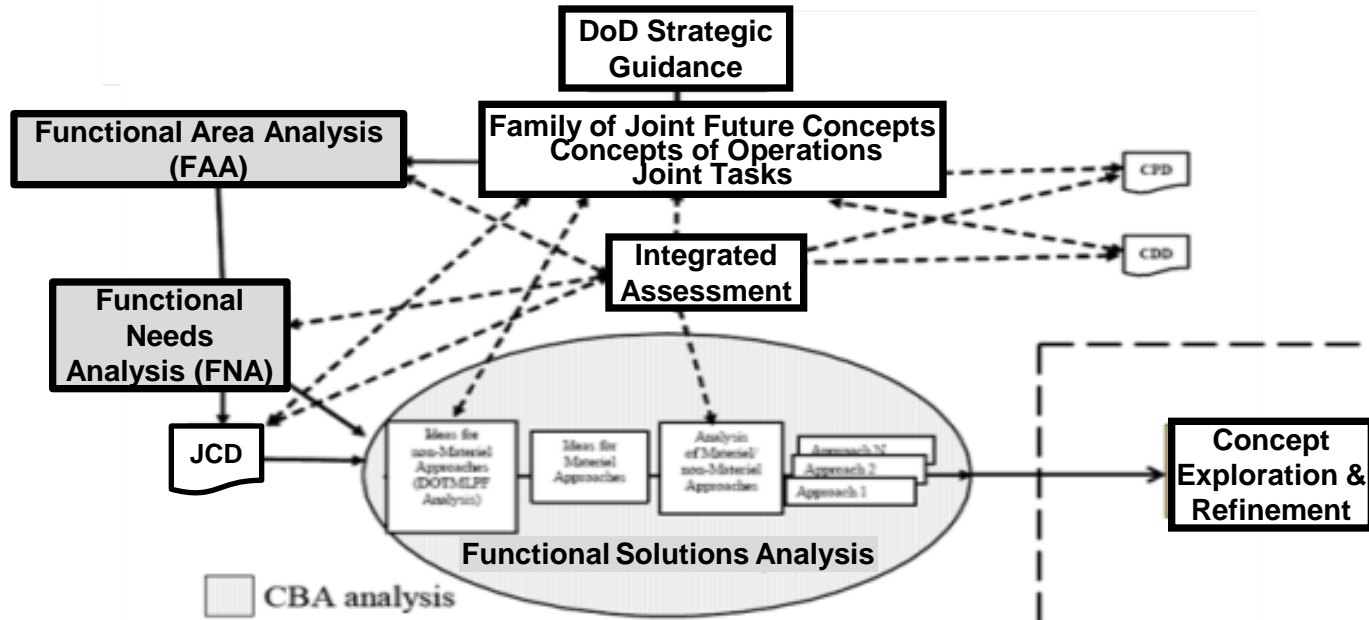 DoD Strategic
Guidance
Family of Joint Future Concepts
Concepts of Operations
Joint Tasks
Functional Area Analysis
(FAA)
CPD
CDD
Integrated
Assessment
Functional
Needs
Analysis (FNA)
JCD
Ideas for
non-Materiel
Approaches
(DOTMLPF
Analysis)
Ideas for
Materiel
Approaches
Analysis
of Materiel/
non-Materiel
Approaches
Approach N
Approach 2
Approach 1
Functional Solutions Analysis
Concept
Exploration &
Refinement
CBA analysis